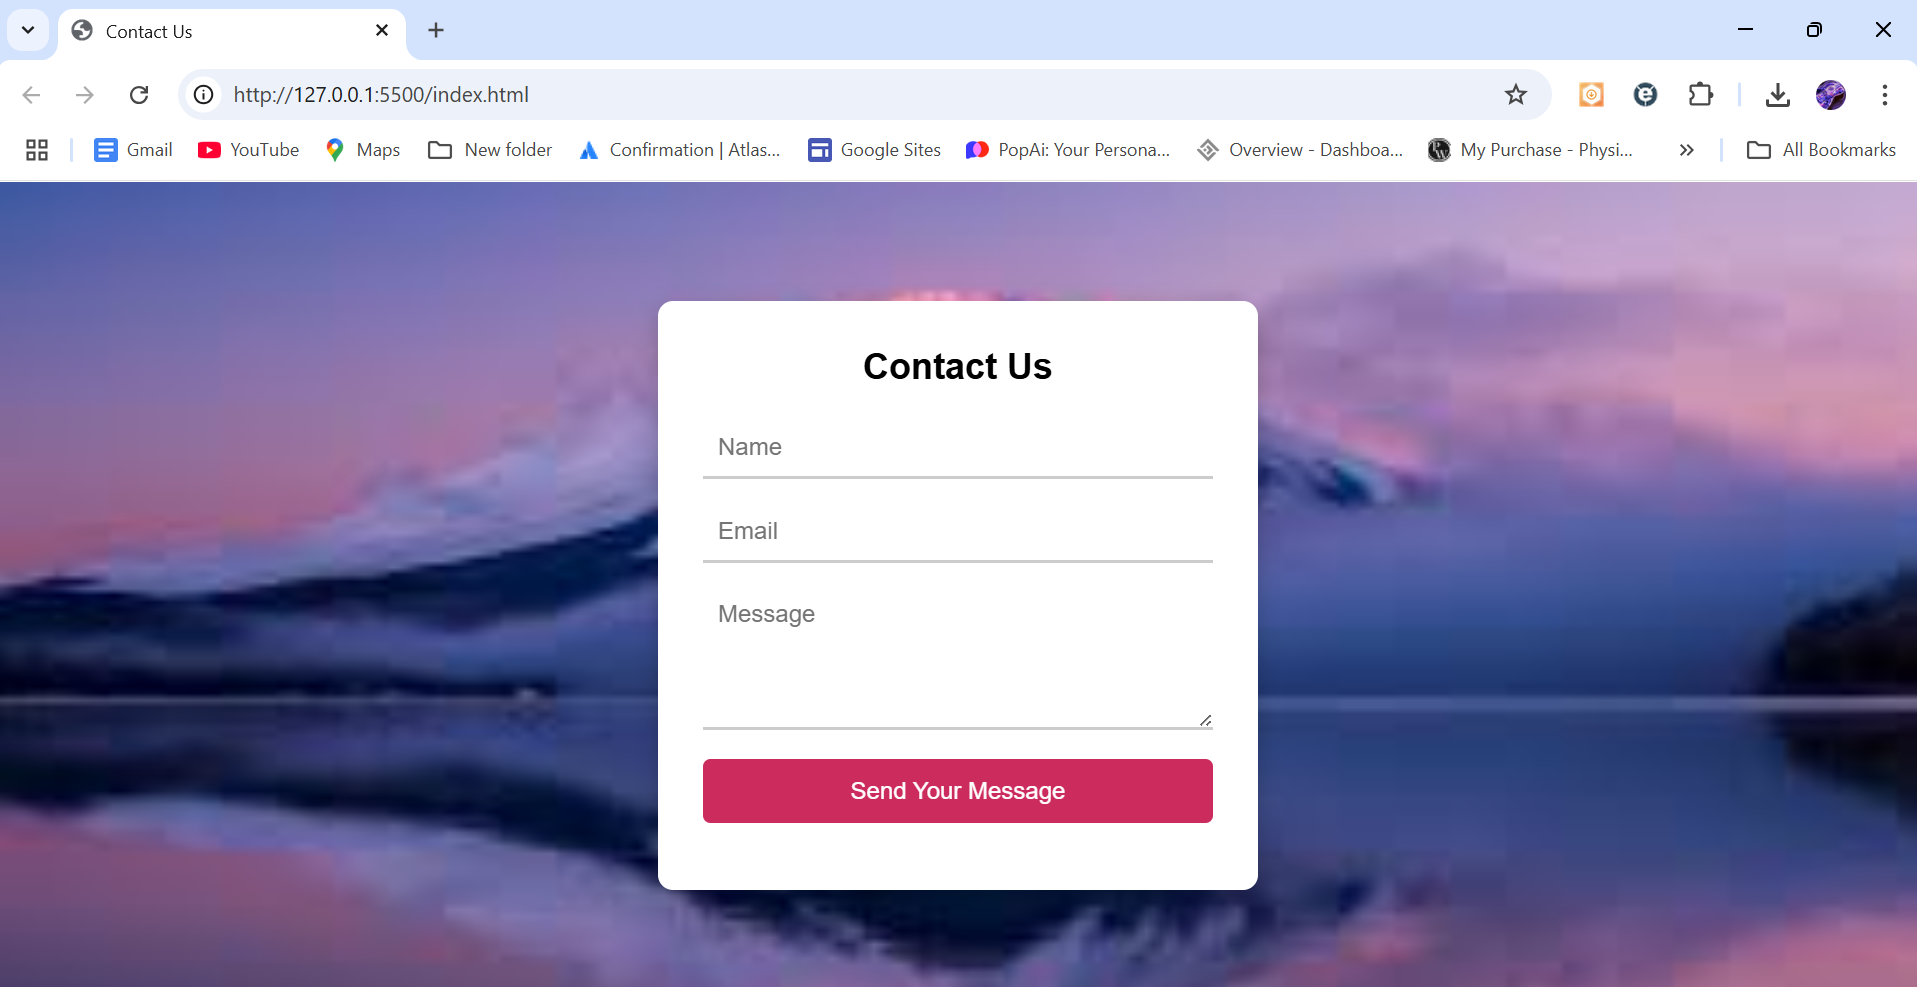 Contact Us
http://127.0.0.1:5500/index.html
Gmail YouTube Maps New folder Confirmation | Atlas... Google Sites PopAi: Your Persona... Overview - Dashboa... My Purchase - Physi... All Bookmarks
Contact Us
Name
Email
Message
Send Your Message